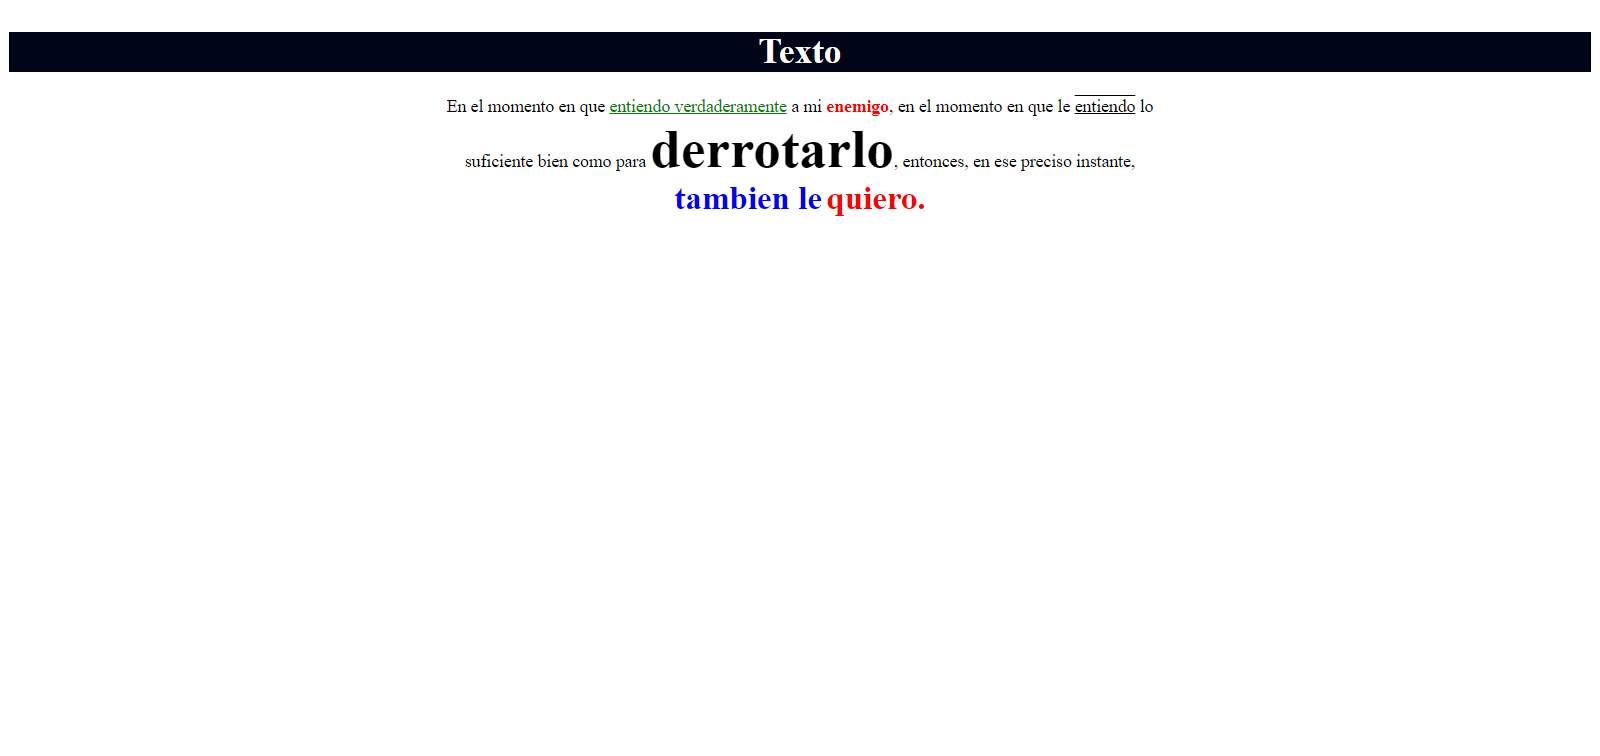 Texto
En el momento en que entiendo verdaderamente a mi enemigo, en el momento en que le entiendo lo
suficiente bien como para derrotarlo, entonces, en ese preciso instante,
tambien le quiero.